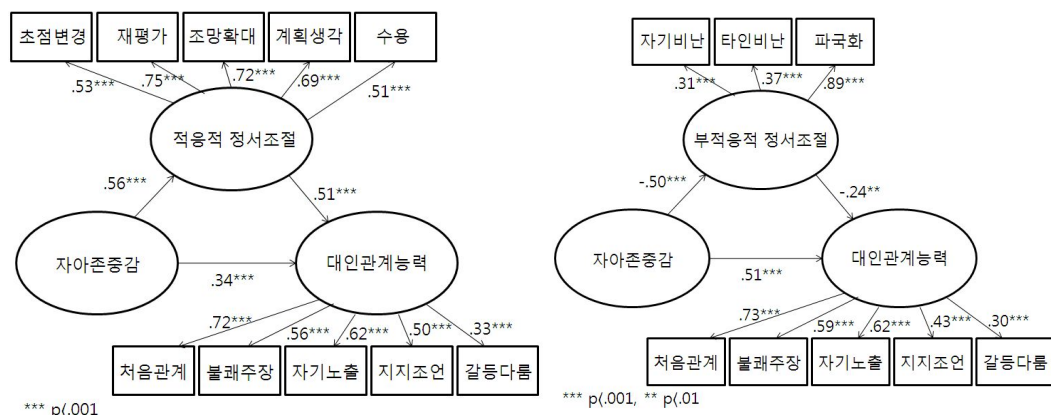 초점변경 재평가 조망확대 계획생각 수용
.53*** .75*** .72*** .69*** .51***
적응적 정서조절
.56*** .51***
자아존중감 대인관계능력
.34***
.72*** .56*** .62*** .50*** .33***
처음관계 불쾌주장 자기노출 지지조언 갈등다룸
*** p(.001
자기비난 타인비난 파국화
.31*** .37*** .89***
부적응적 정서조절
-.50*** -.24**
자아존중감 대인관계능력
.51***
.73*** .59*** .62*** .43*** .30***
처음관계 불쾌주장 자기노출 지지조언 갈등다룸
*** p(.001, ** p(.01